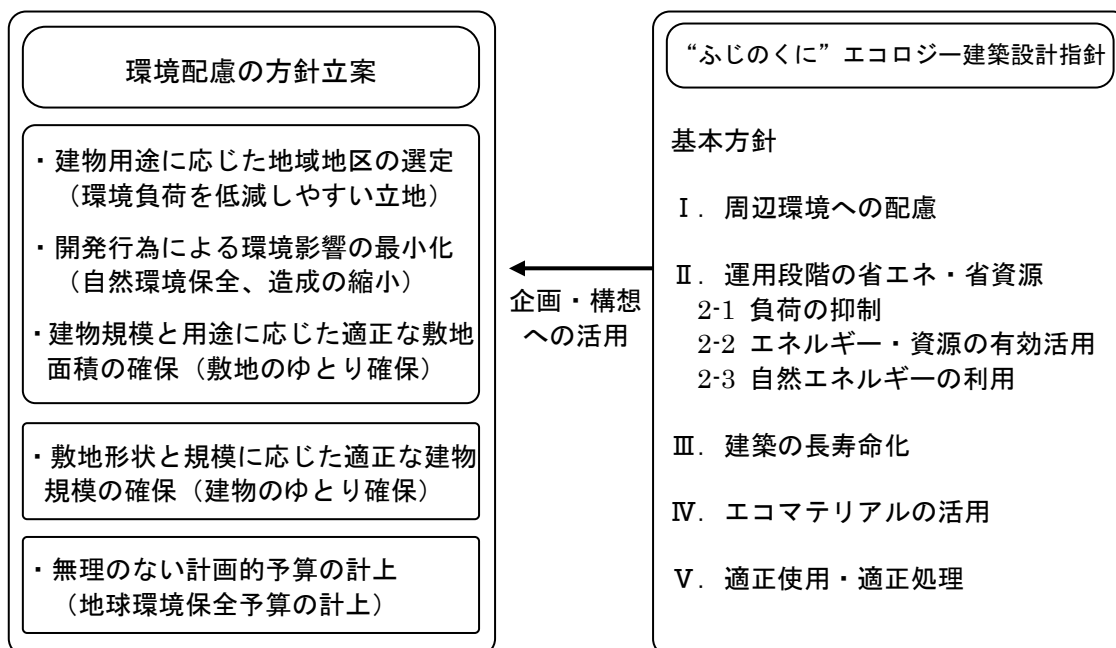 環境配慮の方針立案
・建物用途に応じた地域地区の選定
（環境負荷を低減しやすい立地）
・開発行為による環境影響の最小化
（自然環境保全、造成の縮小）
・建物規模と用途に応じた適正な敷地
面積の確保（敷地のゆとり確保）
・敷地形状と規模に応じた適正な建物
規模の確保（建物のゆとり確保）
・無理のない計画的予算の計上
（地球環境保全予算の計上）
企画・構想
への活用
“ふじのくに”エコロジー建築設計指針
基本方針
Ⅰ．周辺環境への配慮
Ⅱ．運用段階の省エネ・省資源
2-1 負荷の抑制
2-2 エネルギー・資源の有効活用
2-3 自然エネルギーの利用
Ⅲ．建築の長寿命化
Ⅳ．エコマテリアルの活用
Ⅴ．適正使用・適正処理